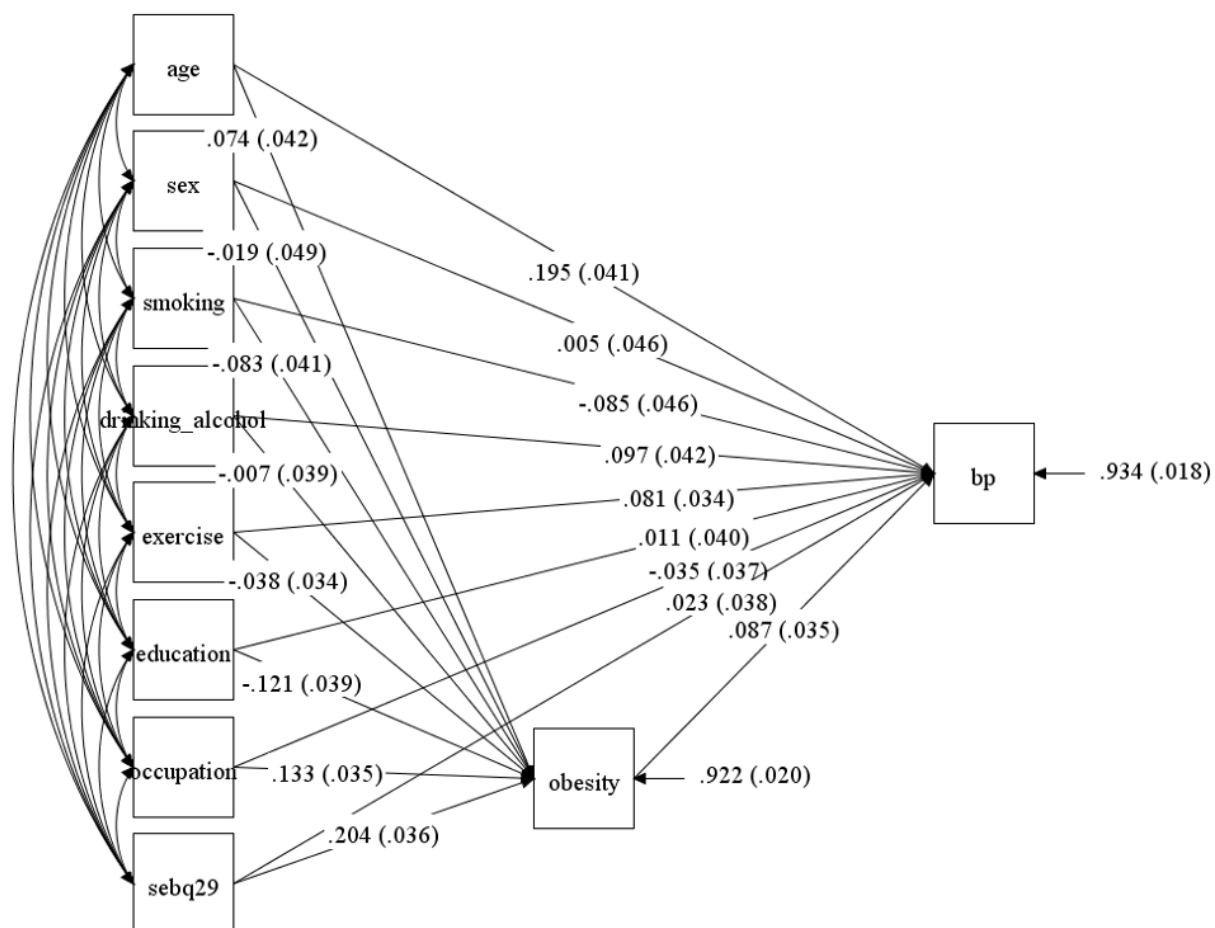 age
.074 (.042)
sex
-.019 (.049)
.195 (.041)
smoking
.005 (.046)
-.083 (.041)
-.085 (.046)
drinking_alcohol
.097 (.042)
-.007 (.039)
bp
.934 (.018)
.081 (.034)
exercise
.011 (.040)
-.038 (.034)
-.035 (.037)
.023 (.038)
.087 (.035)
education
-.121 (.039)
occupation
.133 (.035)
obesity
.922 (.020)
.204 (.036)
sebq29